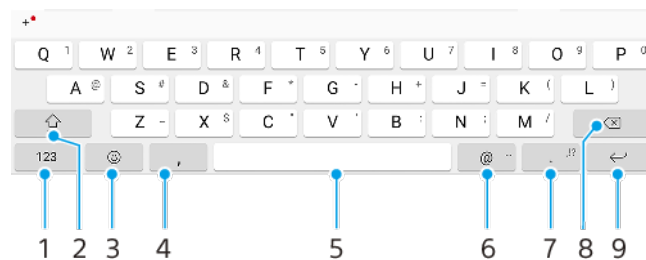 +
Q 1 W 2 E 3 R 4 T 5 Y 6 U 7 I 8 O 9 P 0
A @ S # D & F * G - H + J = K ( L )
Z _ X $ C " V ' B : N ; M /
123 , @ . ,!?
1 2 3 4 5 6 7 8 9